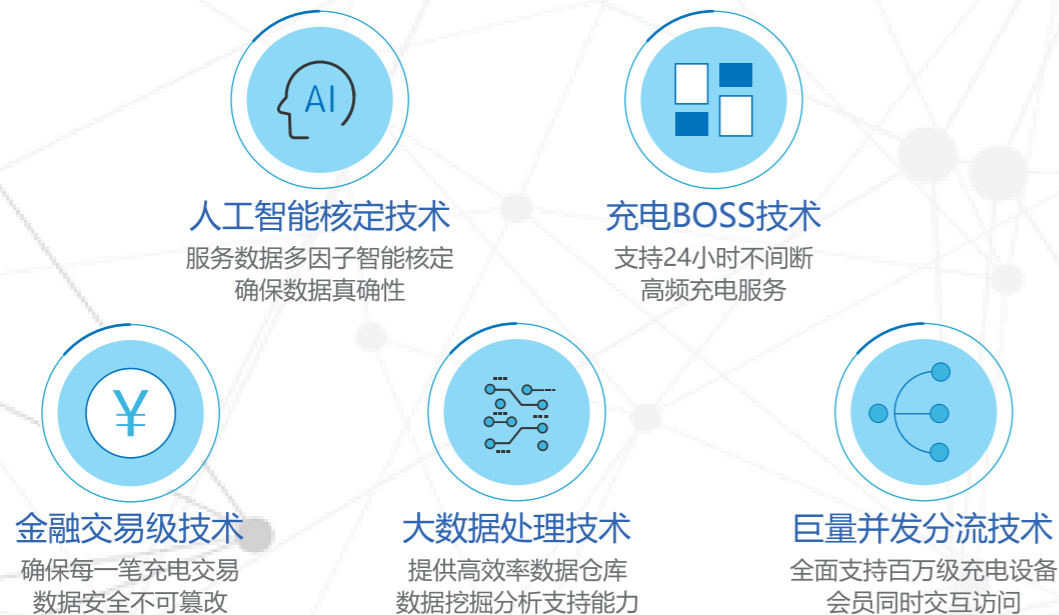 AI
人工智能核定技术
服务数据多因子智能核定
确保数据真确性
充电BOSS技术
支持24小时不间断
高频充电服务
¥
金融交易级技术
确保每一笔充电交易
数据安全不可篡改
大数据处理技术
提供高效率数据仓库
数据挖掘分析支持能力
巨量并发分流技术
全面支持百万级充电设备
会员同时交互访问